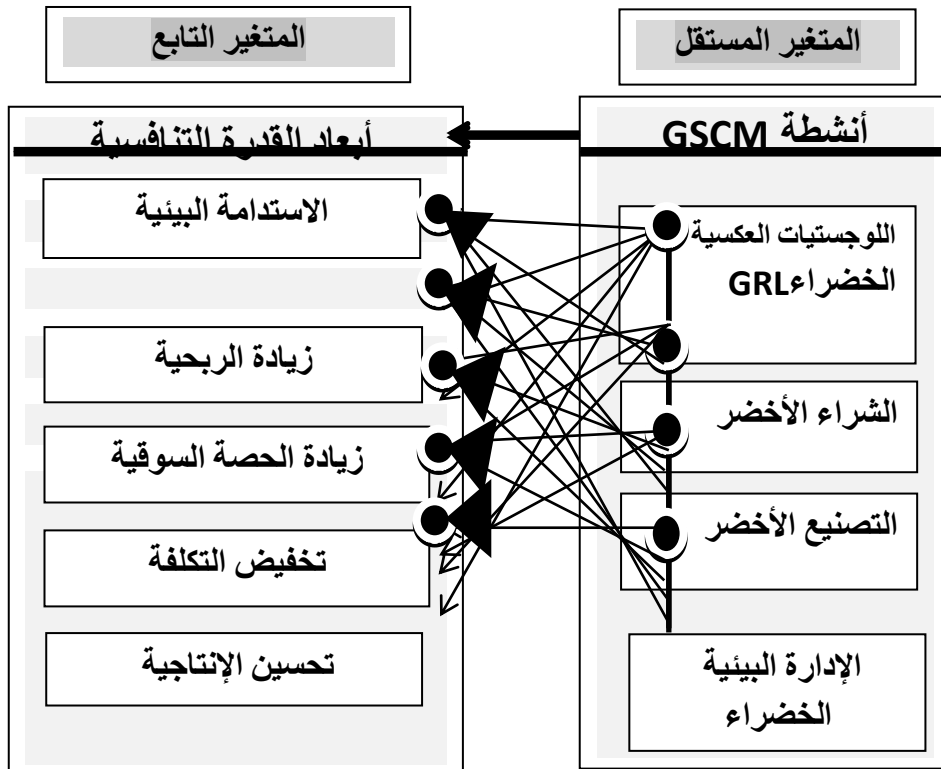 المتغير المستقل
المتغير التابع
أنشطة GSCM
أبعاد القدرة التنافسية
اللوجستيات العكسية
الخضراءGRL
الشراء الأخضر
التصنيع الأخضر
الإدارة البيئية
الخضراء
الاستدامة البيئية
زيادة الربحية
زيادة الحصة السوقية
تخفيض التكلفة
تحسين الإنتاجية